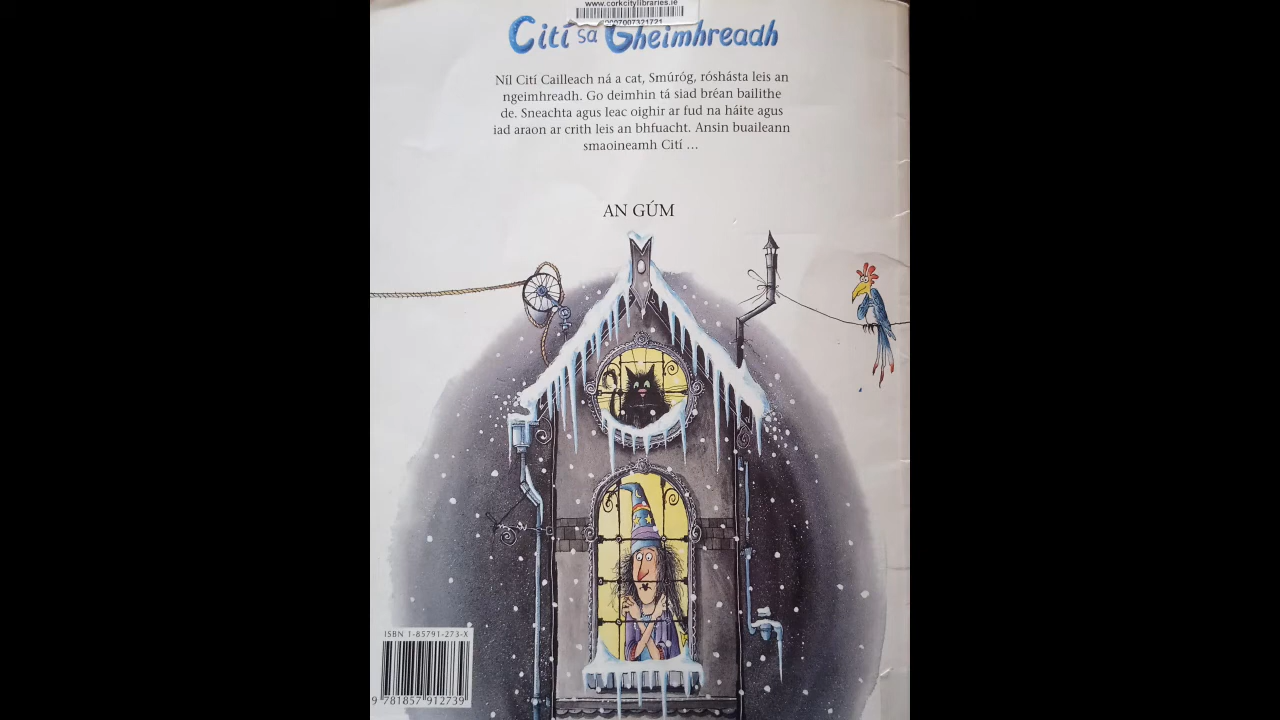 www.corkcitylibraries.ie
Cití sa Gheimhreadh
Níl Cití Cailleach ná a cat, Smúróg, róshásta leis an
ngeimhreadh. Go deimhin tá siad bréan bailithe
de. Sneachta agus leac oighir ar fud na háite agus
iad araon ar crith leis an bhfuacht. Ansin buaileann
smaoineamh Cití …
AN GÚM
ISBN 1-85791-273-X
9 781857 912739